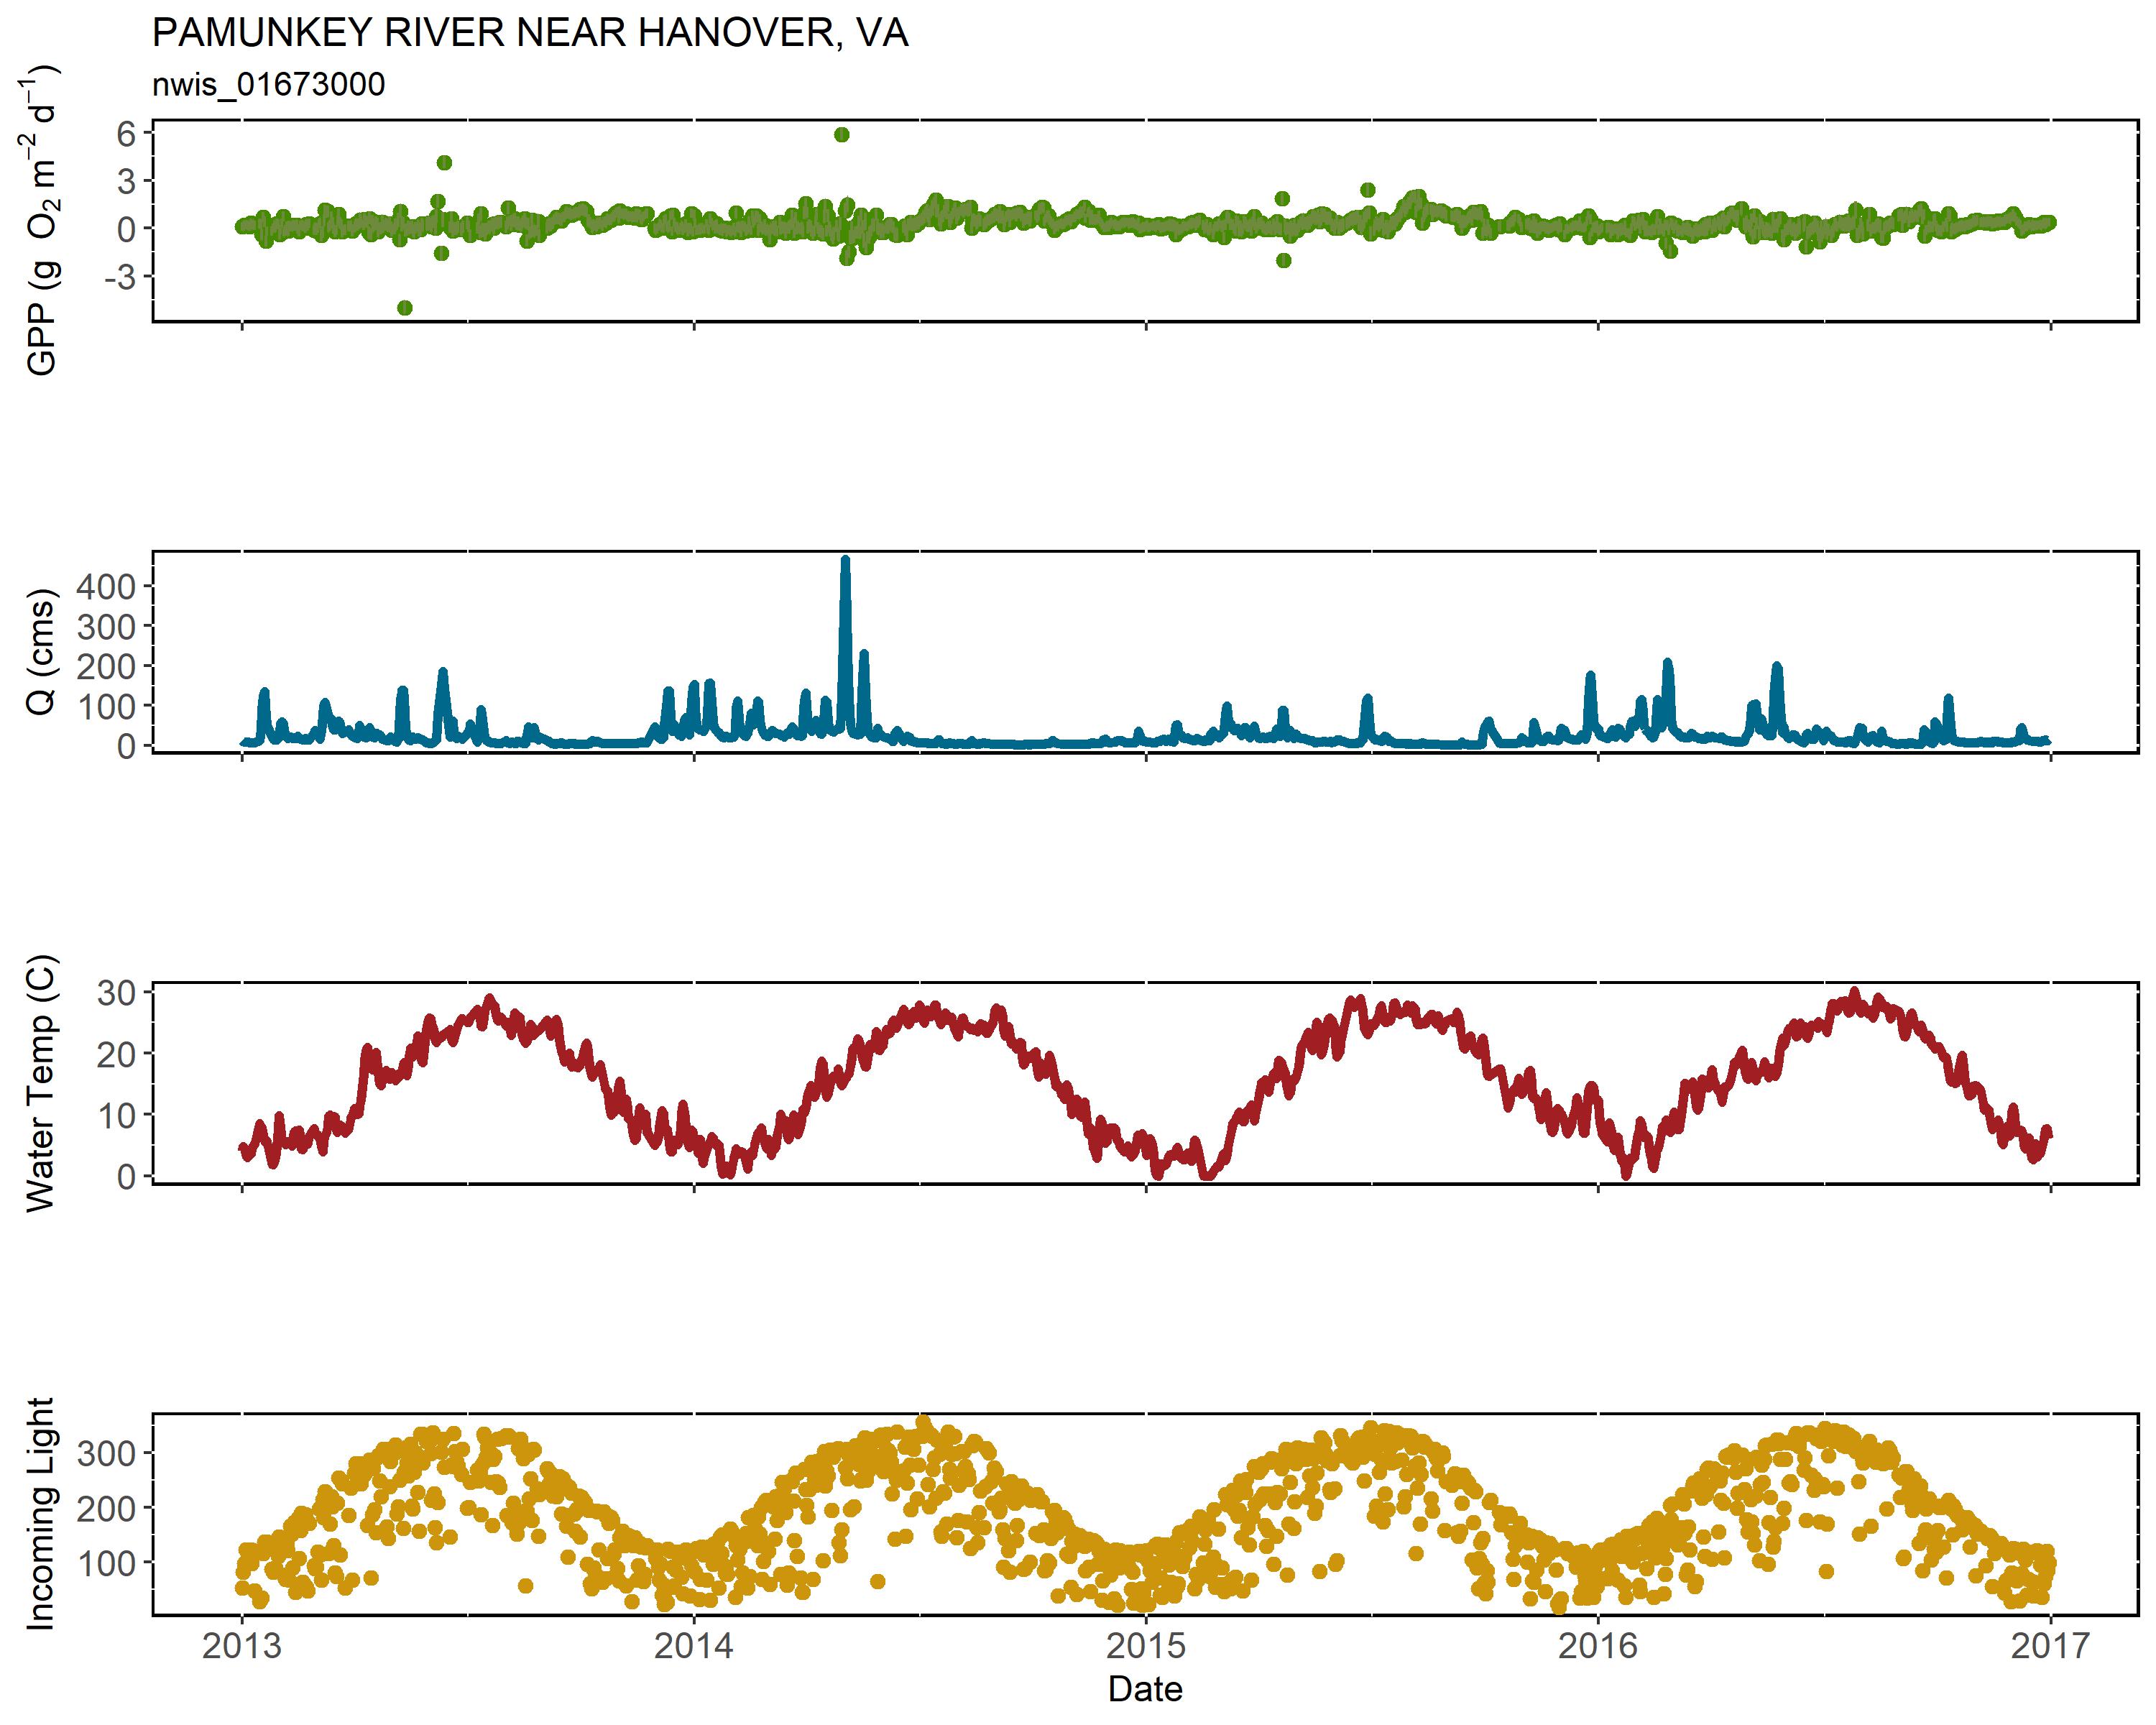 PAMUNKEY RIVER NEAR HANOVER, VA
nwis_01673000
GPP (g O₂ m⁻² d⁻¹)
6
3
0
-3
Q (cms)
400
300
200
100
0
Water Temp (C)
30
20
10
0
Incoming Light
300
200
100
2013 2014 2015 2016 2017
Date